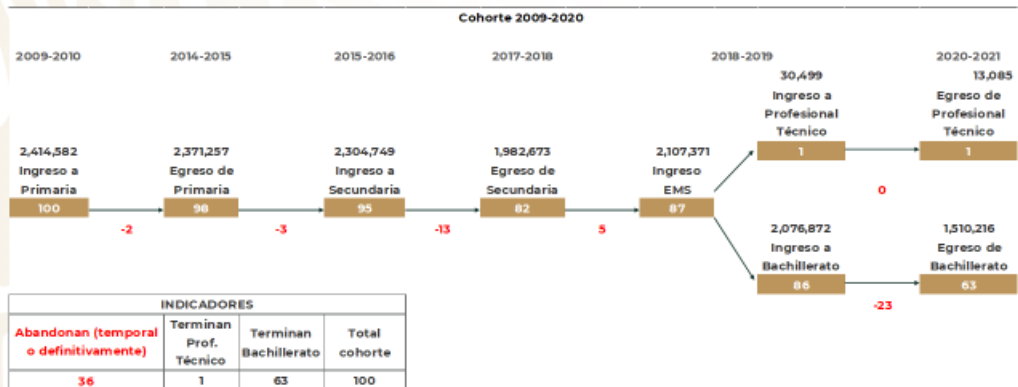 Cohorte 2009-2020
2009-2010
2014-2015
2015-2016
2017-2018
2018-2019
2020-2021
30,499
Ingreso a
Profesional
Técnico
1
13,085
Egreso de
Profesional
Técnico
1
0
2,414,582
Ingreso a
Primaria
100
-2
2,371,257
Egreso de
Primaria
98
-3
2,304,749
Ingreso a
Secundaria
95
-13
1,982,673
Egreso de
Secundaria
82
5
2,107,371
Ingreso
EMS
87
2,076,872
Ingreso a
Bachillerato
86
-23
1,510,216
Egreso de
Bachillerato
63
INDICADORES
Abandonan (temporal
o definitivamente)
Terminan
Prof.
Técnico
Terminan
Bachillerato
Total
cohorte
36
1
63
100